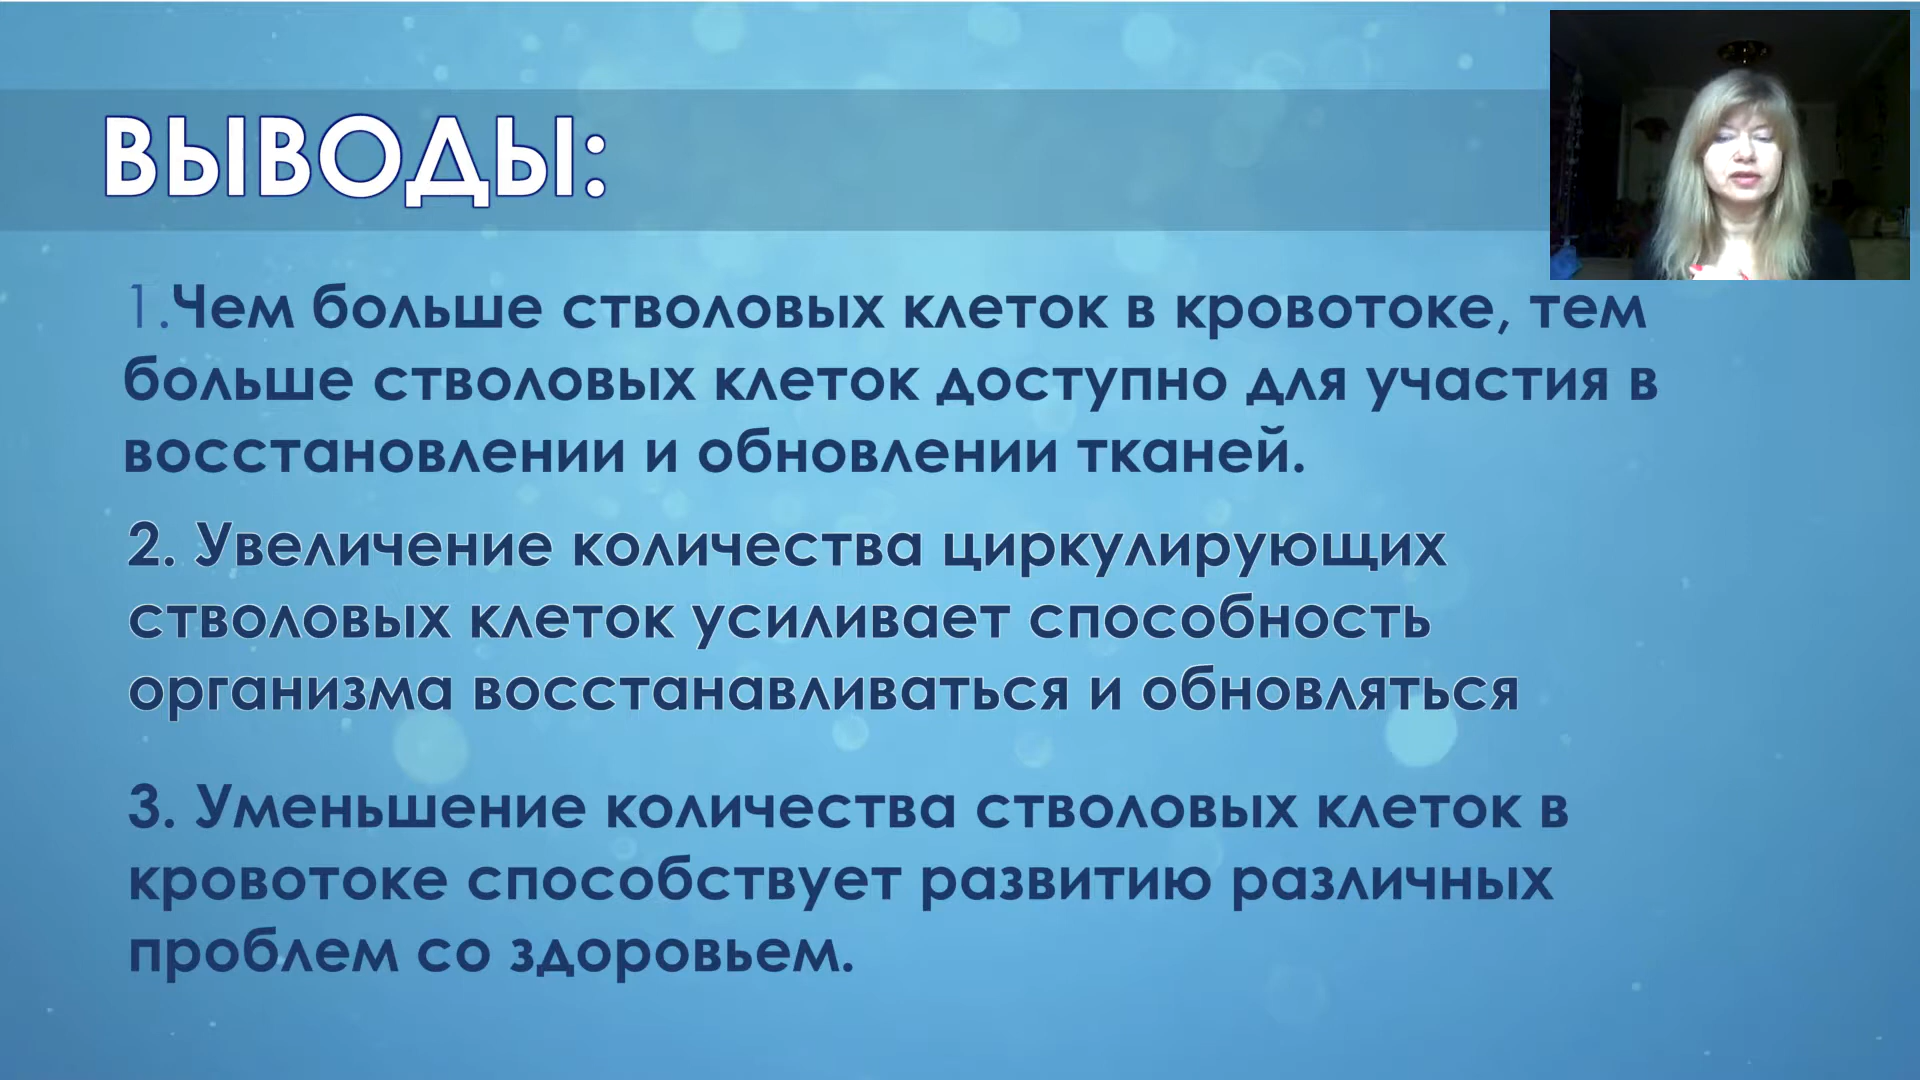 ВЫВОДЫ:
1.Чем больше стволовых клеток в кровотоке, тем
больше стволовых клеток доступно для участия в
восстановлении и обновлении тканей.
2. Увеличение количества циркулирующих
стволовых клеток усиливает способность
организма восстанавливаться и обновляться
3. Уменьшение количества стволовых клеток в
кровотоке способствует развитию различных
проблем со здоровьем.